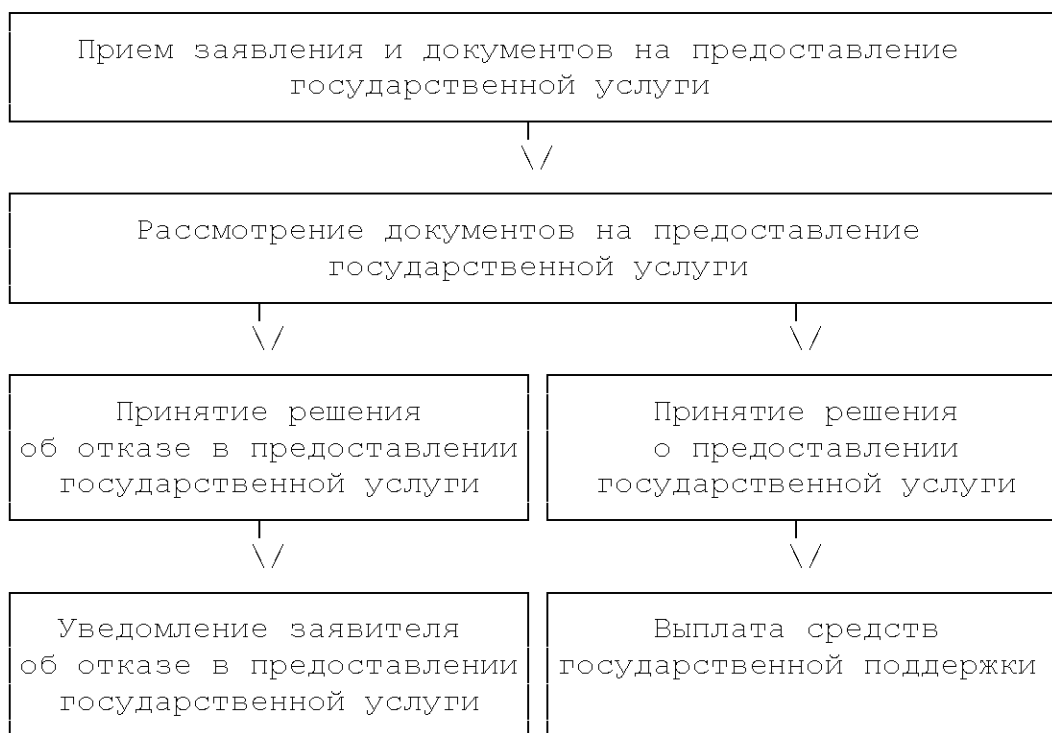 Прием заявления и документов на предоставление
государственной услуги
Рассмотрение документов на предоставление
государственной услуги
Принятие решения
об отказе в предоставлении
государственной услуги
Принятие решения
о предоставлении
государственной услуги
Уведомление заявителя
об отказе в предоставлении
государственной услуги
Выплата средств
государственной поддержки